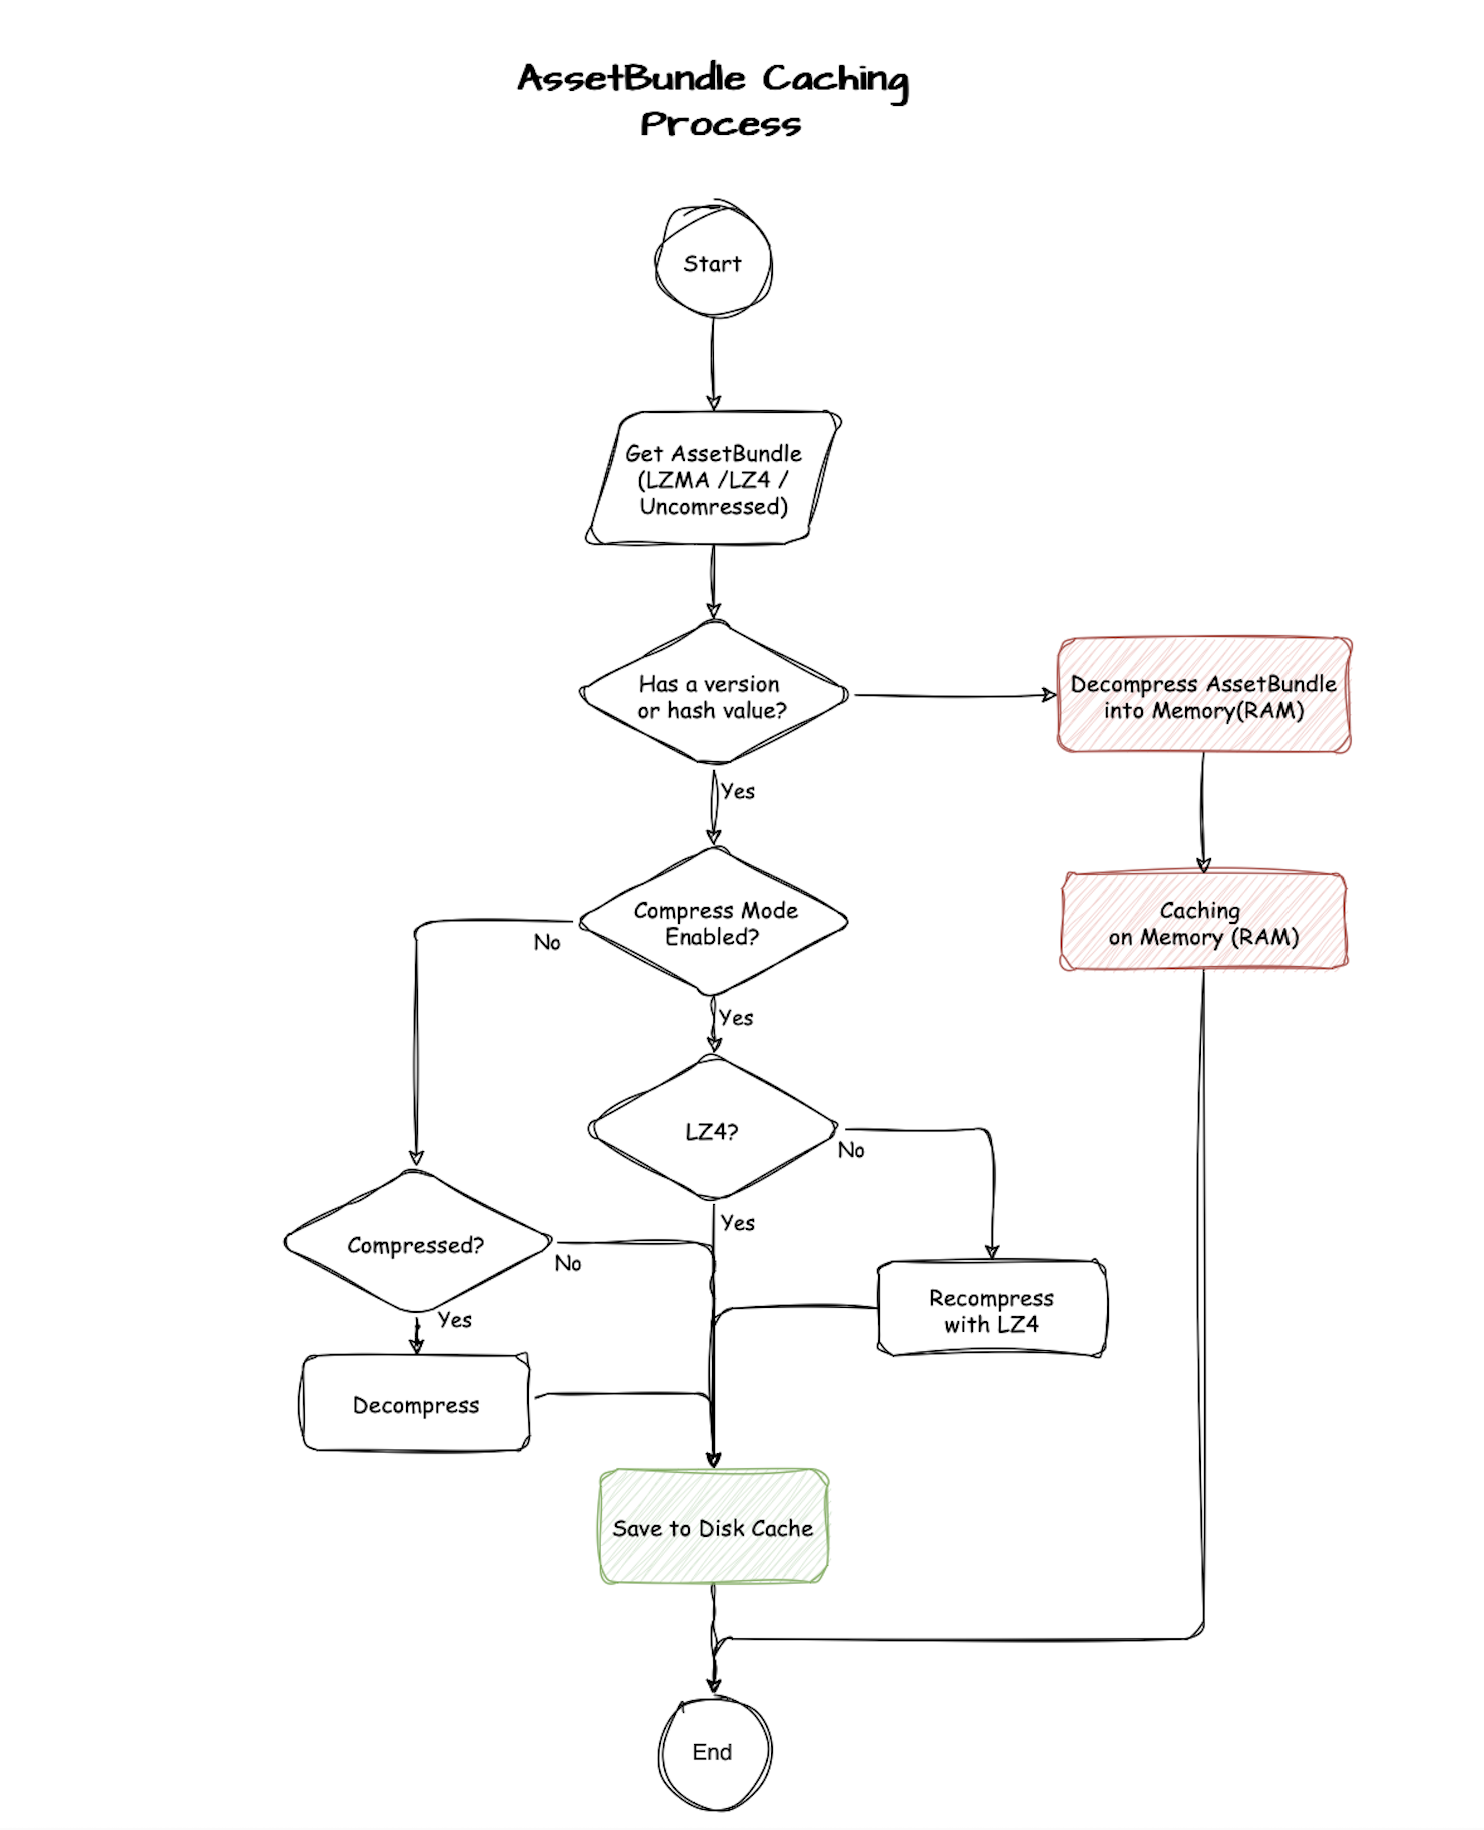 AssetBundle Caching
Process
Start
Get AssetBundle
(LZMA /LZ4 /
Uncomressed)
Has a version
or hash value?
Decompress AssetBundle
into Memory(RAM)
Yes
Compress Mode
Enabled?
Caching
on Memory (RAM)
No
Yes
LZ4?
No
Yes
Compressed?
No
Recompress
with LZ4
Yes
Decompress
Save to Disk Cache
End